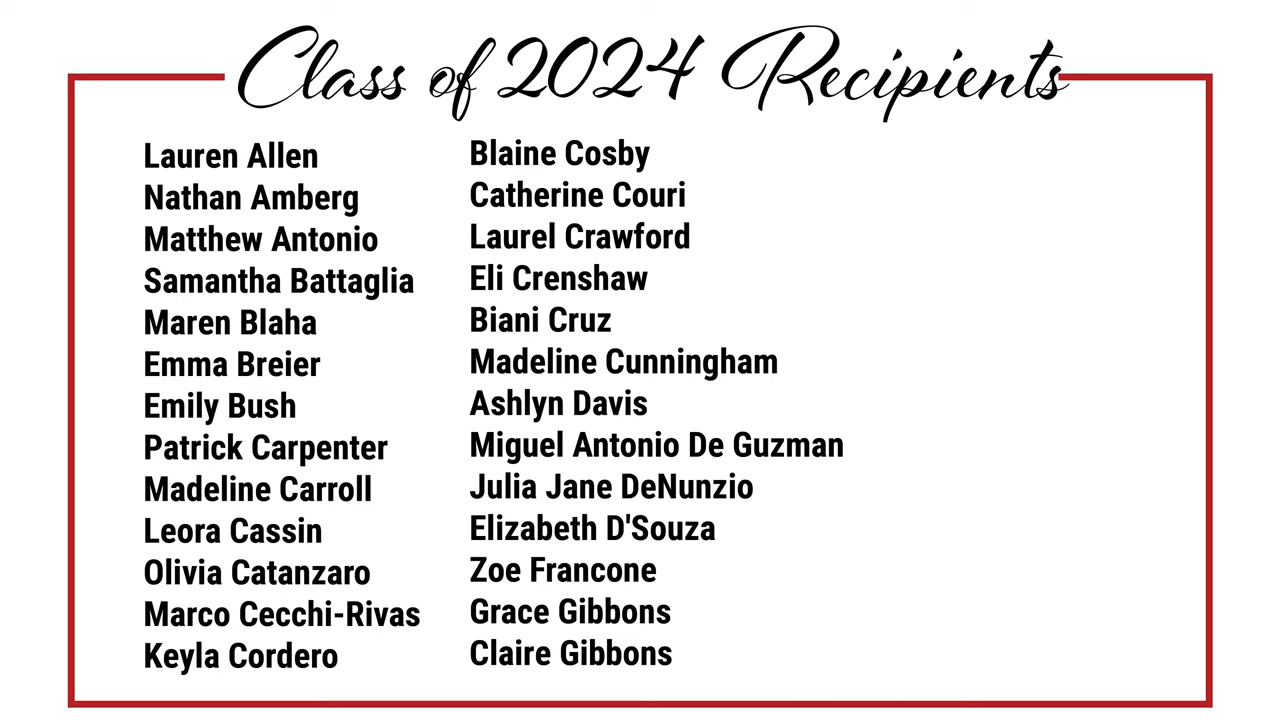 Class of 2024 Recipients
Lauren Allen
Nathan Amberg
Matthew Antonio
Samantha Battaglia
Maren Blaha
Emma Breier
Emily Bush
Patrick Carpenter
Madeline Carroll
Leora Cassin
Olivia Catanzaro
Marco Cecchi-Rivas
Keyla Cordero
Blaine Cosby
Catherine Couri
Laurel Crawford
Eli Crenshaw
Biani Cruz
Madeline Cunningham
Ashlyn Davis
Miguel Antonio De Guzman
Julia Jane DeNunzio
Elizabeth D'Souza
Zoe Francone
Grace Gibbons
Claire Gibbons